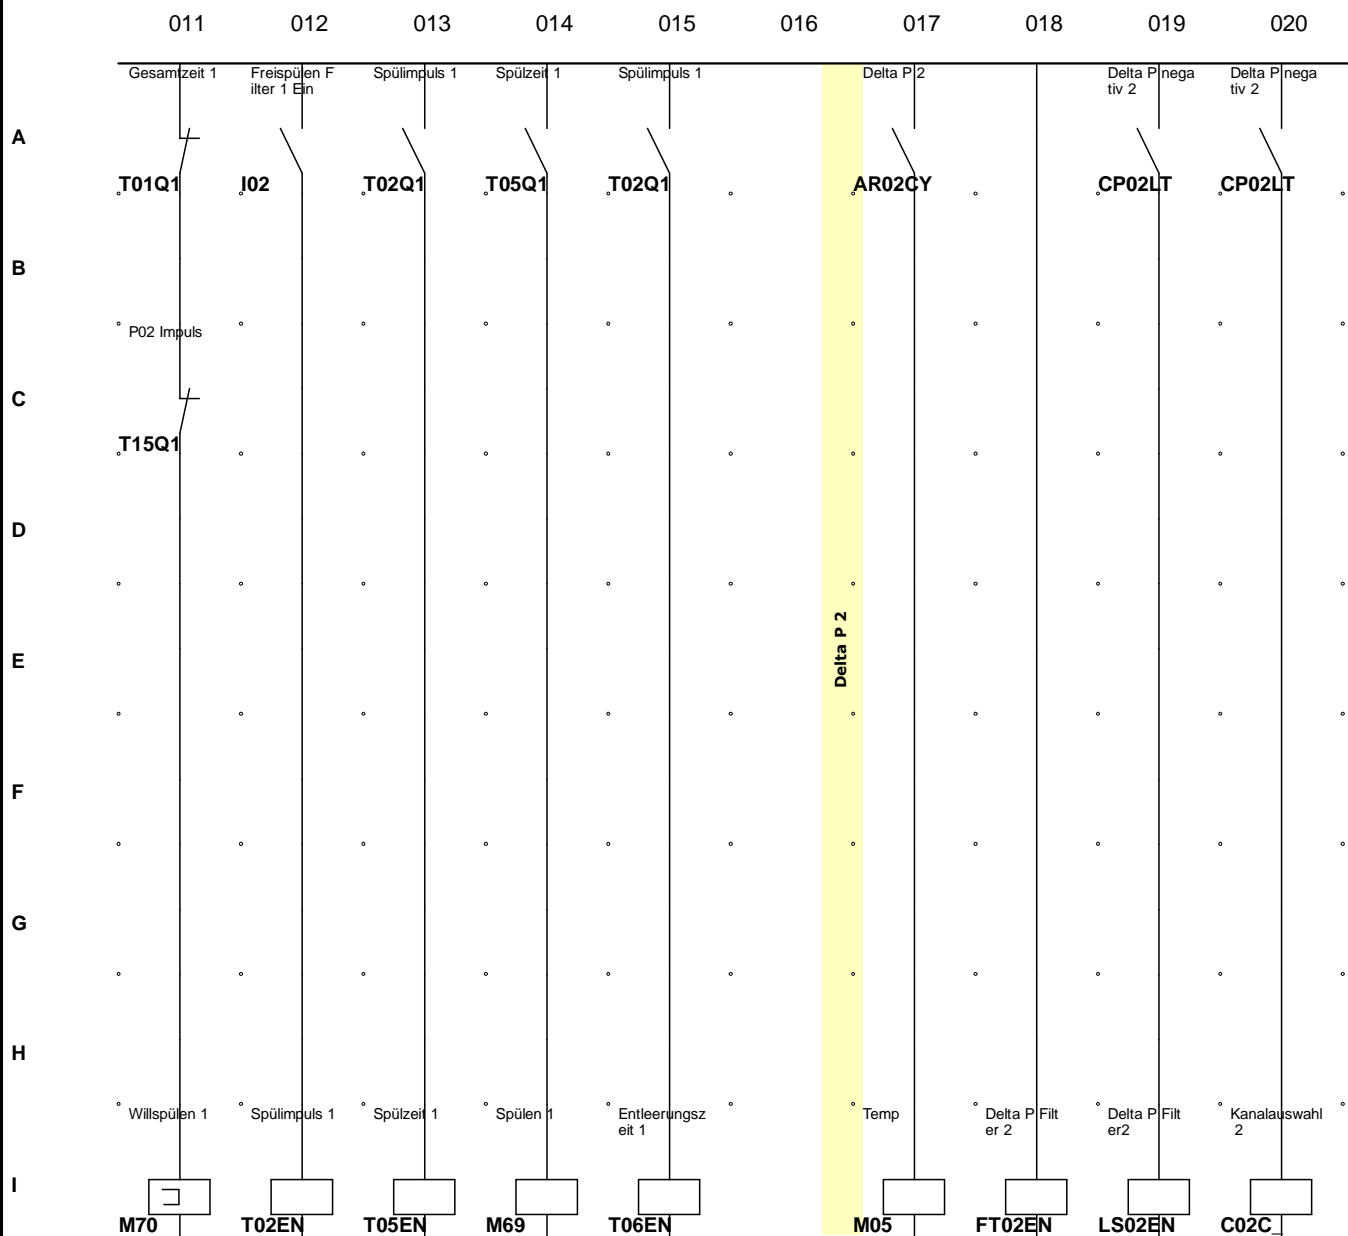 011 012 013 014 015 016 017 018 019 020
Gesamtzeit 1
Freispülen F
ilter 1 Ein
Spülimpuls 1
Spülzeit 1
Spülimpuls 1
Delta P 2
Delta P nega
tiv 2
Delta P nega
tiv 2
A
T01Q1 I02 T02Q1 T05Q1 T02Q1 AR02CY CP02LT CP02LT
B
P02 Impuls
C
T15Q1
D
Delta P 2
E
F
G
H
Willspülen 1
Spülimpuls 1
Spülzeit 1
Spülen 1
Entleerungsz
eit 1
Temp
Delta P Filt
er 2
Delta P Filt
er2
Kanalauswahl
2
I
M70 T02EN T05EN M69 T06EN M05 FT02EN LS02EN C02C_